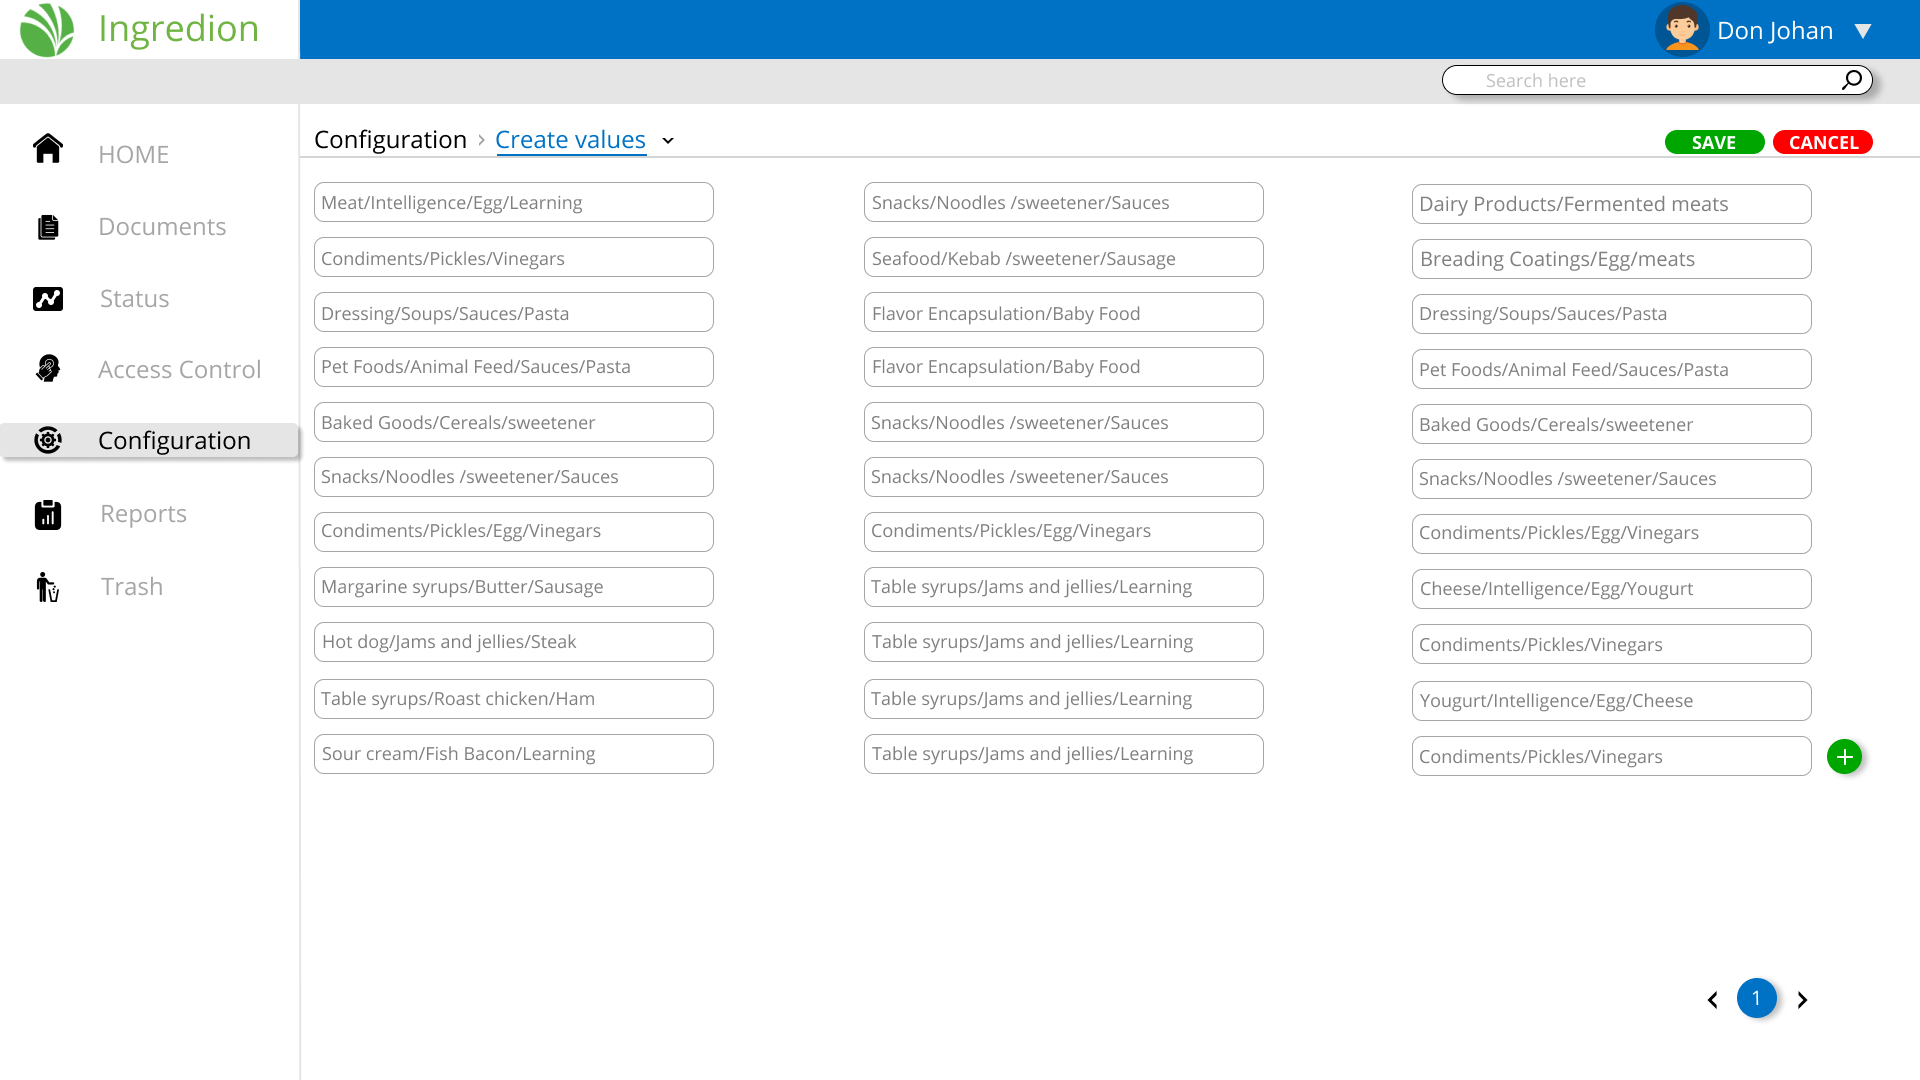 Ingredion
Don Johan
Search here
HOME
Documents
Status
Access Control
Configuration
Reports
Trash
Configuration › Create values
SAVE
CANCEL
Meat/Intelligence/Egg/Learning
Condiments/Pickles/Vinegars
Dressing/Soups/Sauces/Pasta
Pet Foods/Animal Feed/Sauces/Pasta
Baked Goods/Cereals/sweetener
Snacks/Noodles /sweetener/Sauces
Condiments/Pickles/Egg/Vinegars
Margarine syrups/Butter/Sausage
Hot dog/Jams and jellies/Steak
Table syrups/Roast chicken/Ham
Sour cream/Fish Bacon/Learning
Snacks/Noodles /sweetener/Sauces
Seafood/Kebab /sweetener/Sausage
Flavor Encapsulation/Baby Food
Flavor Encapsulation/Baby Food
Snacks/Noodles /sweetener/Sauces
Snacks/Noodles /sweetener/Sauces
Condiments/Pickles/Egg/Vinegars
Table syrups/Jams and jellies/Learning
Table syrups/Jams and jellies/Learning
Table syrups/Jams and jellies/Learning
Table syrups/Jams and jellies/Learning
Dairy Products/Fermented meats
Breading Coatings/Egg/meats
Dressing/Soups/Sauces/Pasta
Pet Foods/Animal Feed/Sauces/Pasta
Baked Goods/Cereals/sweetener
Snacks/Noodles /sweetener/Sauces
Condiments/Pickles/Egg/Vinegars
Cheese/Intelligence/Egg/Yougurt
Condiments/Pickles/Vinegars
Yougurt/Intelligence/Egg/Cheese
Condiments/Pickles/Vinegars
1